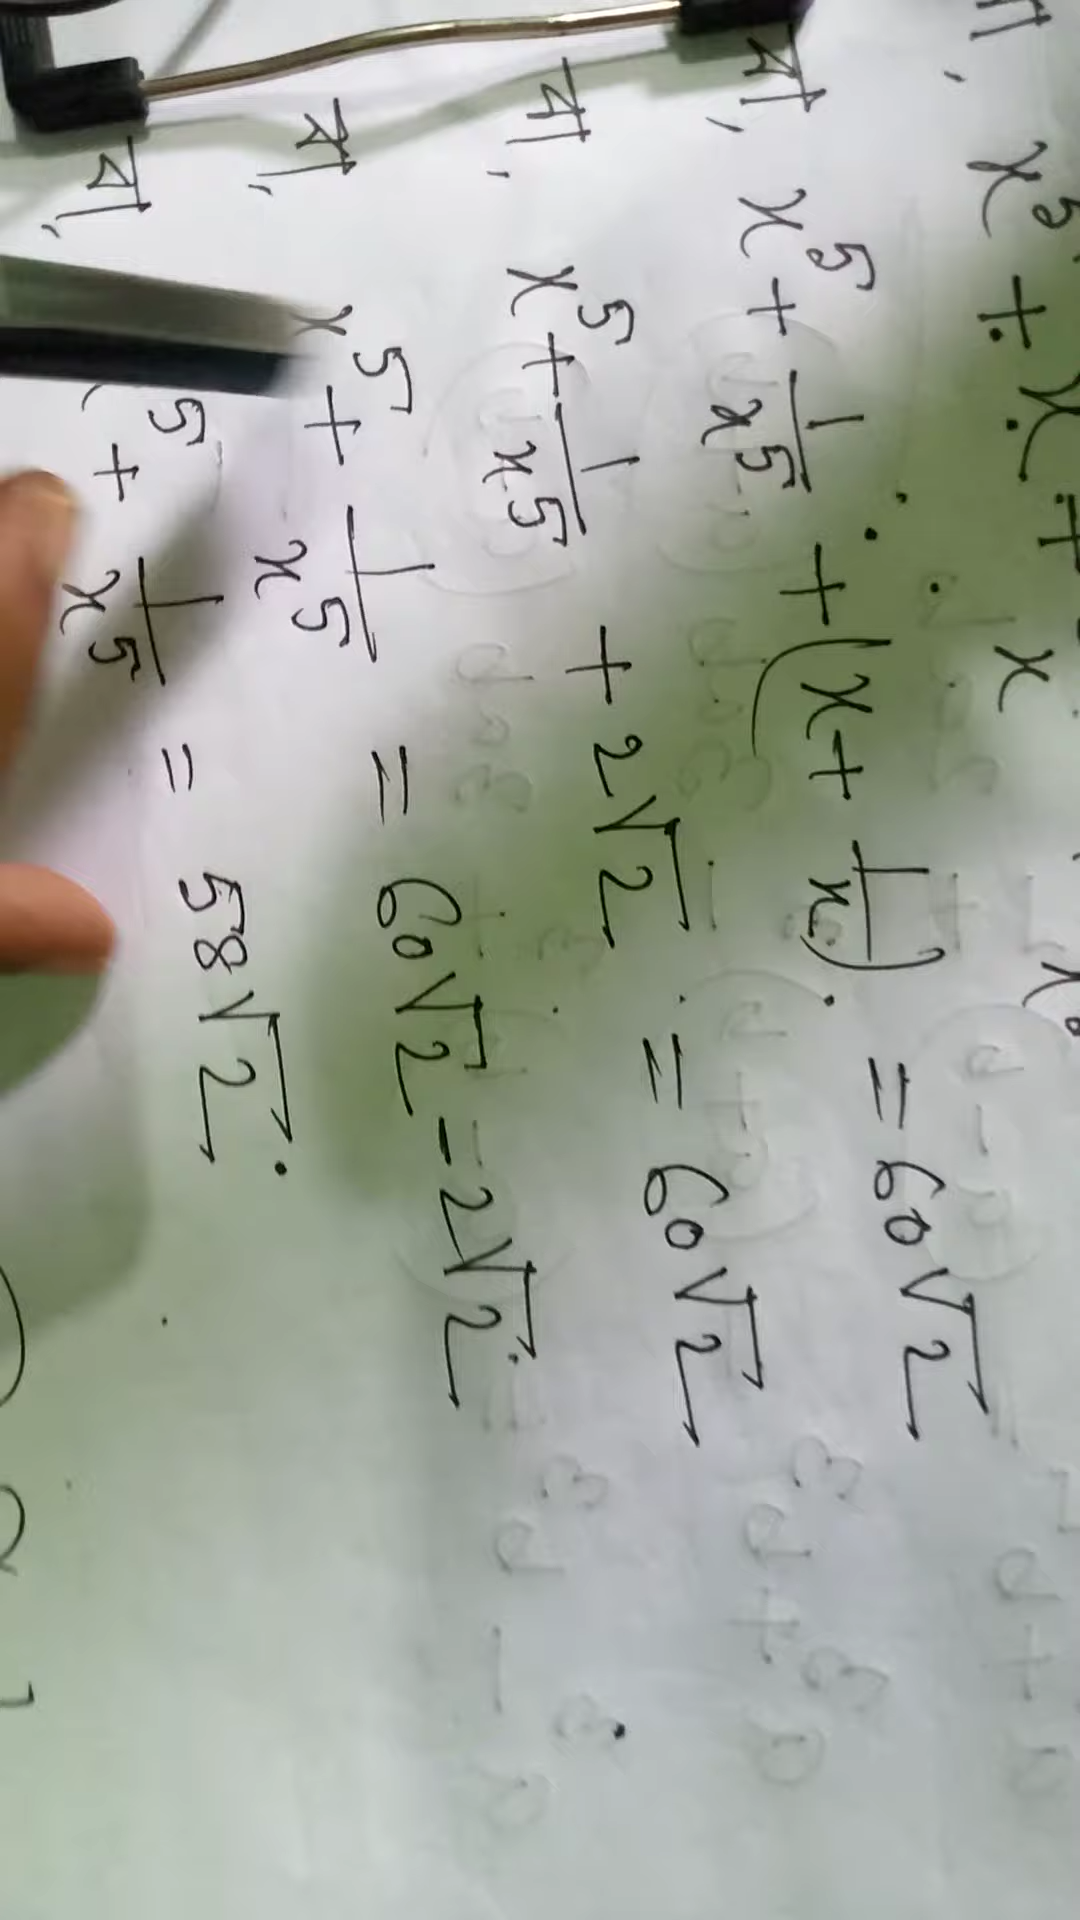 বা, x⁵ + 1/x⁵ + (x + 1/x) = 60√2
বা, x⁵ + 1/x⁵ + 2√2 = 60√2
বা, x⁵ + 1/x⁵ = 60√2 - 2√2
বা, ⁵ + 1/x⁵ = 58√2